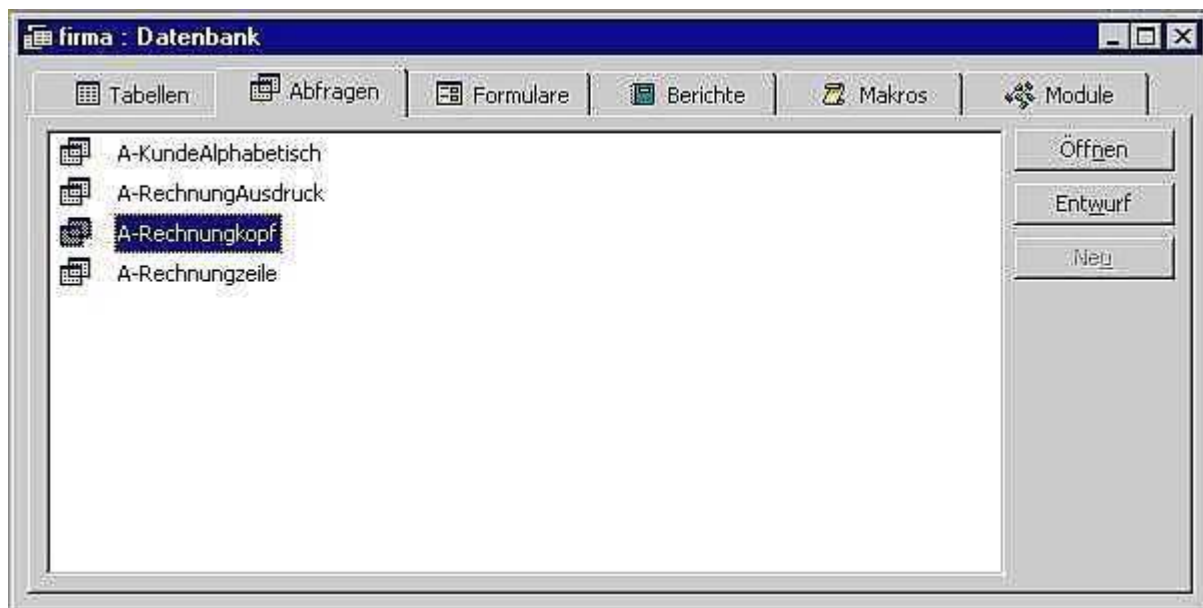 firma : Datenbank
Tabellen Abfragen Formulare Berichte Makros Module
A-KundeAlphabetisch
A-RechnungAusdruck
A-Rechnungkopf
A-Rechnungzeile
Öffnen
Entwurf
Neu